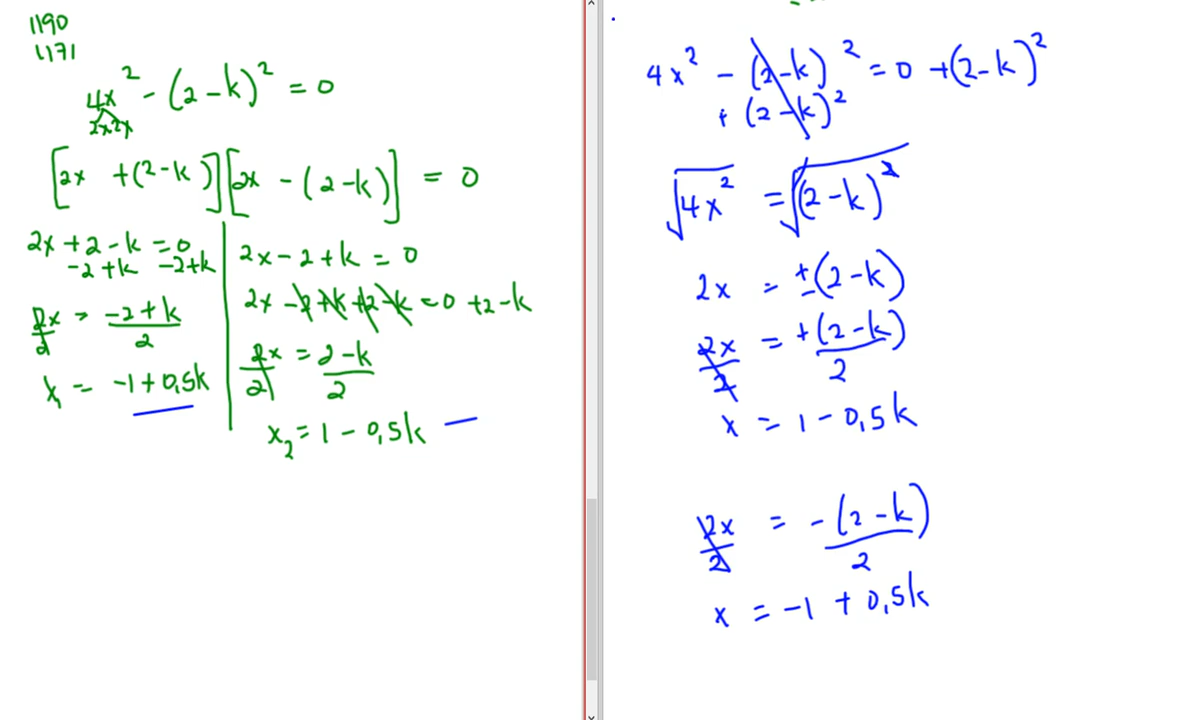 1190
1171
4x² - (2-k)² = 0
2x 2x
[2x + (2-k)][2x - (2-k)] = 0
2x + 2 - k = 0
-2+k -2+k
2x = -2+k
2 2
x₁ = -1+0,5k
2x - 2 + k = 0
2x - 2 + k + 2 - k = 0 + 2 - k
2x = 2-k
2 2
x₂ = 1 - 0,5k
4x² - (2-k)² = 0 + (2-k)²
+ (2-k)²
√4x² = √(2-k)²
2x = ±(2-k)
2x = +(2-k)
2 2
x = 1 - 0,5k
2x = -(2-k)
2 2
x = -1 + 0,5k